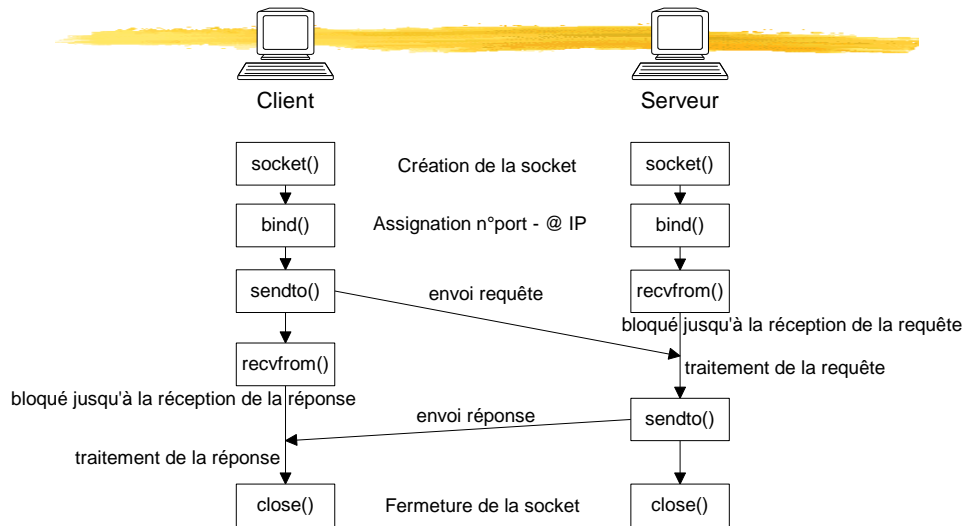 Client
Serveur
socket()
Création de la socket
socket()
bind()
Assignation n°port - @ IP
bind()
sendto()
envoi requête
recvfrom()
bloqué jusqu'à la réception de la requête
recvfrom()
traitement de la requête
bloqué jusqu'à la réception de la réponse
envoi réponse
sendto()
traitement de la réponse
close()
Fermeture de la socket
close()